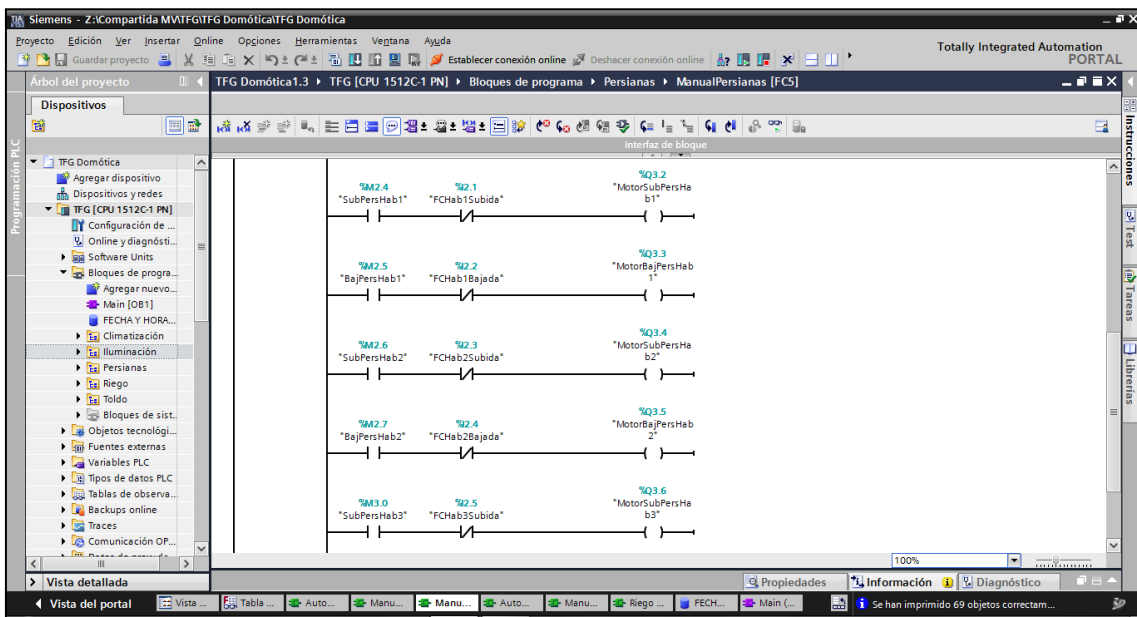 Siemens - Z:\Compartida MV\TFG\TFG Domótica\TFG Domótica
Proyecto Edición Ver Insertar Online Opciones Herramientas Ventana Ayuda
Totally Integrated Automation
PORTAL
Guardar proyecto
Establecer conexión online
Deshacer conexión online
Árbol del proyecto
TFG Domótica1.3 TFG [CPU 1512C-1 PN] Bloques de programa Persianas ManualPersianas [FC5]
Dispositivos
Programación PLC
TFG Domótica
Agregar dispositivo
Dispositivos y redes
TFG [CPU 1512C-1 PN]
Configuración de ...
Online y diagnósti...
Software Units
Bloques de progra...
Agregar nuevo...
Main [OB1]
FECHA Y HORA...
Climatización
Iluminación
Persianas
Riego
Toldo
Bloques de sist...
Objetos tecnológi...
Fuentes externas
Variables PLC
Tipos de datos PLC
Tablas de observa...
Backups online
Traces
Comunicación OP...
Vista detallada
Interfaz de bloque
%M2.4 %I2.1 %Q3.2
"SubPersHab1" "FCHab1Subida" "MotorSubPersHa
b1"
%M2.5 %I2.2 %Q3.3
"BajPersHab1" "FCHab1Bajada" "MotorBajPersHab
1"
%M2.6 %I2.3 %Q3.4
"SubPersHab2" "FCHab2Subida" "MotorSubPersHa
b2"
%M2.7 %I2.4 %Q3.5
"BajPersHab2" "FCHab2Bajada" "MotorBajPersHab
2"
%M3.0 %I2.5 %Q3.6
"SubPersHab3" "FCHab3Subida" "MotorSubPersHa
b3"
100%
Propiedades Información Diagnóstico
Instrucciones
Test
Tareas
Librerías
Vista del portal Vista ... Tabla ... Auto... Manu... Manu... Auto... Manu... Riego ... FECH... Main (...
Se han imprimido 69 objetos correctam...